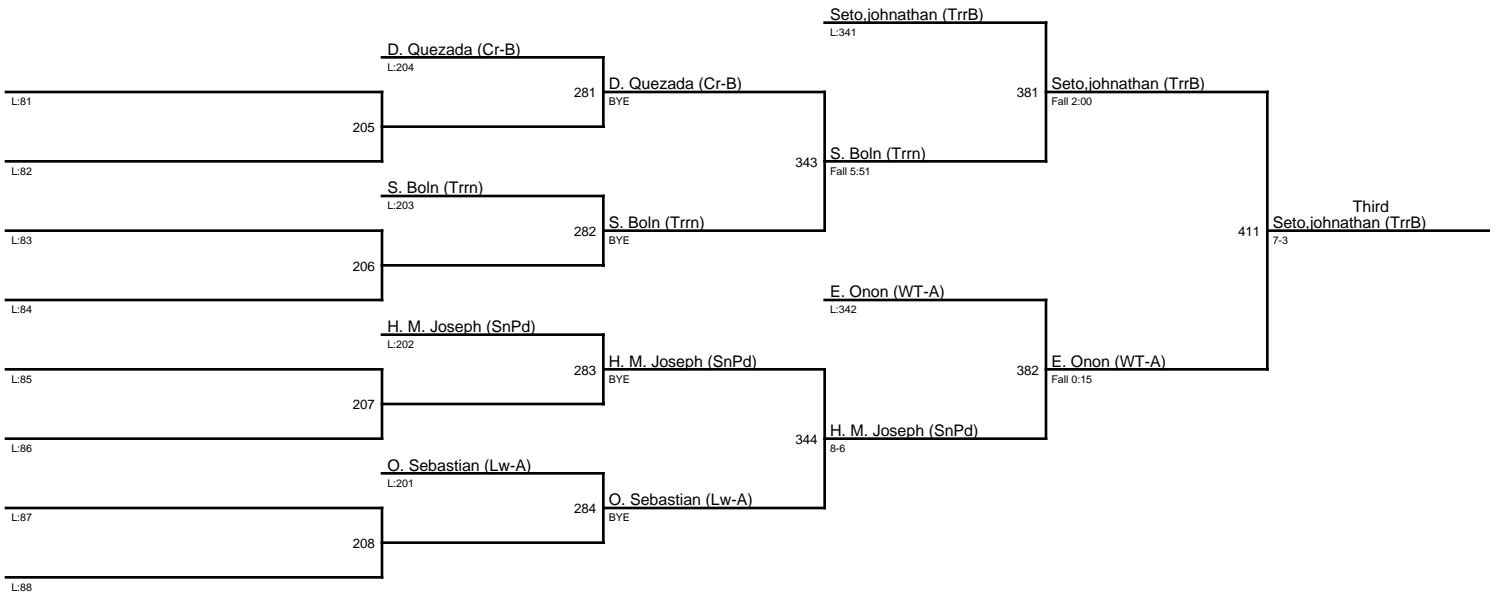 Seto,johnathan (TrrB)
L:341
D. Quezada (Cr-B)
L:204
281
D. Quezada (Cr-B)
BYE
381
Seto,johnathan (TrrB)
Fall 2:00
L:81
205
L:82
343
S. Boln (Trrn)
Fall 5:51
S. Boln (Trrn)
L:203
282
S. Boln (Trrn)
BYE
L:83
206
L:84
411
Third
Seto,johnathan (TrrB)
7-3
E. Onon (WT-A)
L:342
H. M. Joseph (SnPd)
L:202
283
H. M. Joseph (SnPd)
BYE
382
E. Onon (WT-A)
Fall 0:15
L:85
207
L:86
344
H. M. Joseph (SnPd)
8-6
O. Sebastian (Lw-A)
L:201
284
O. Sebastian (Lw-A)
BYE
L:87
208
L:88